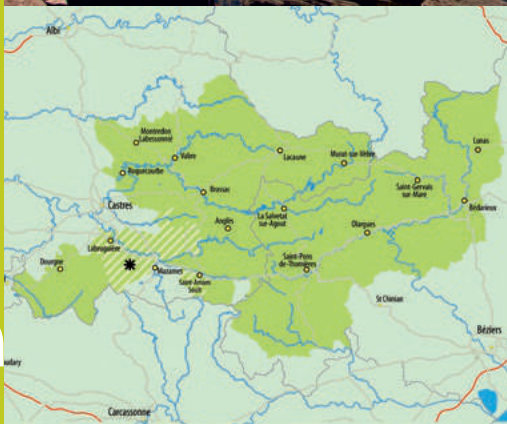 Albi
Montredon
Labessonnié
Vabre
Lacaune
Murat-sur-Vèbre
Lunas
Roquecourbe
Brassac
Saint-Gervais
sur-Mare
Castres
La Salvetat
sur-Agout
Bédarieux
Anglès
Olargues
Labruguière
Dourgne
Mazamet
Saint-Amans
Soult
Saint-Pons
de-Thomières
St Chinian
Béziers
oudary
Carcassonne